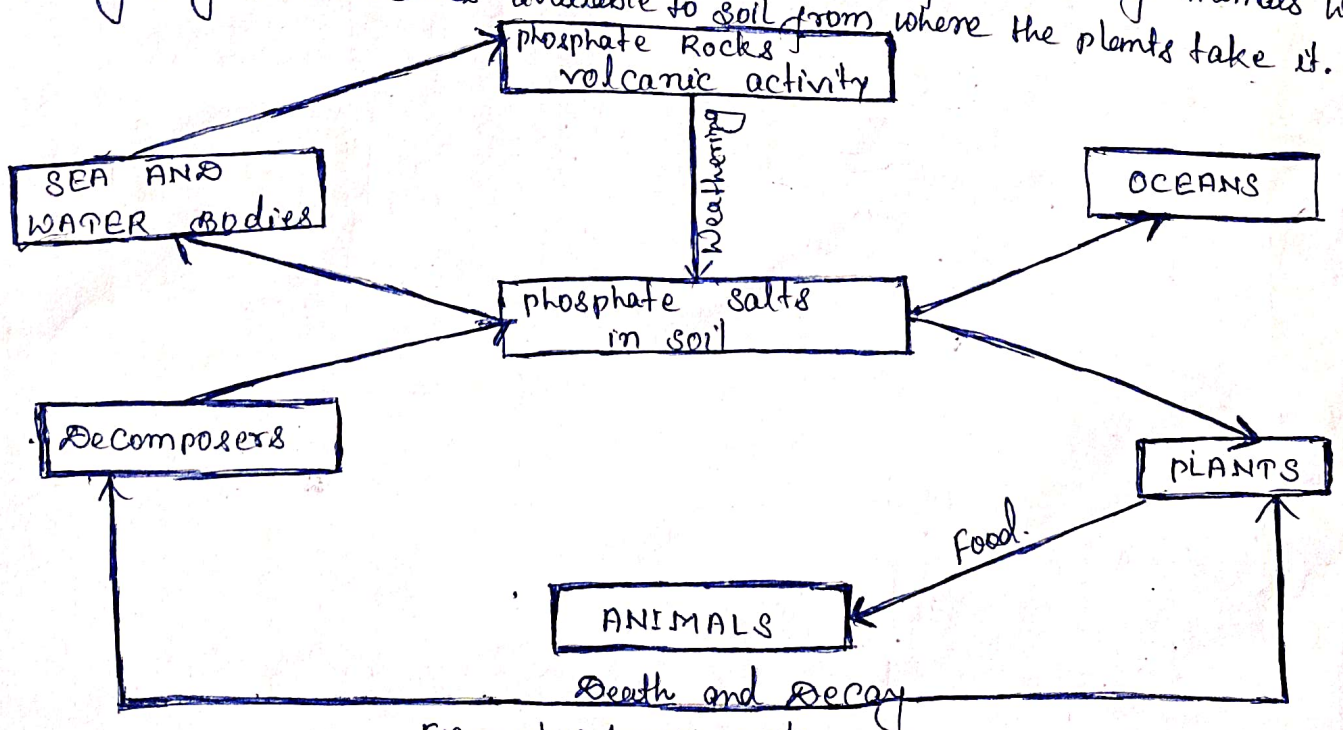 to soil from where the plants take it.
phosphate Rocks
volcanic activity
Weathering
SEA AND
WATER Bodies
OCEANS
phosphate salts
in soil
Decomposers
PLANTS
Food.
ANIMALS
Death and Decay